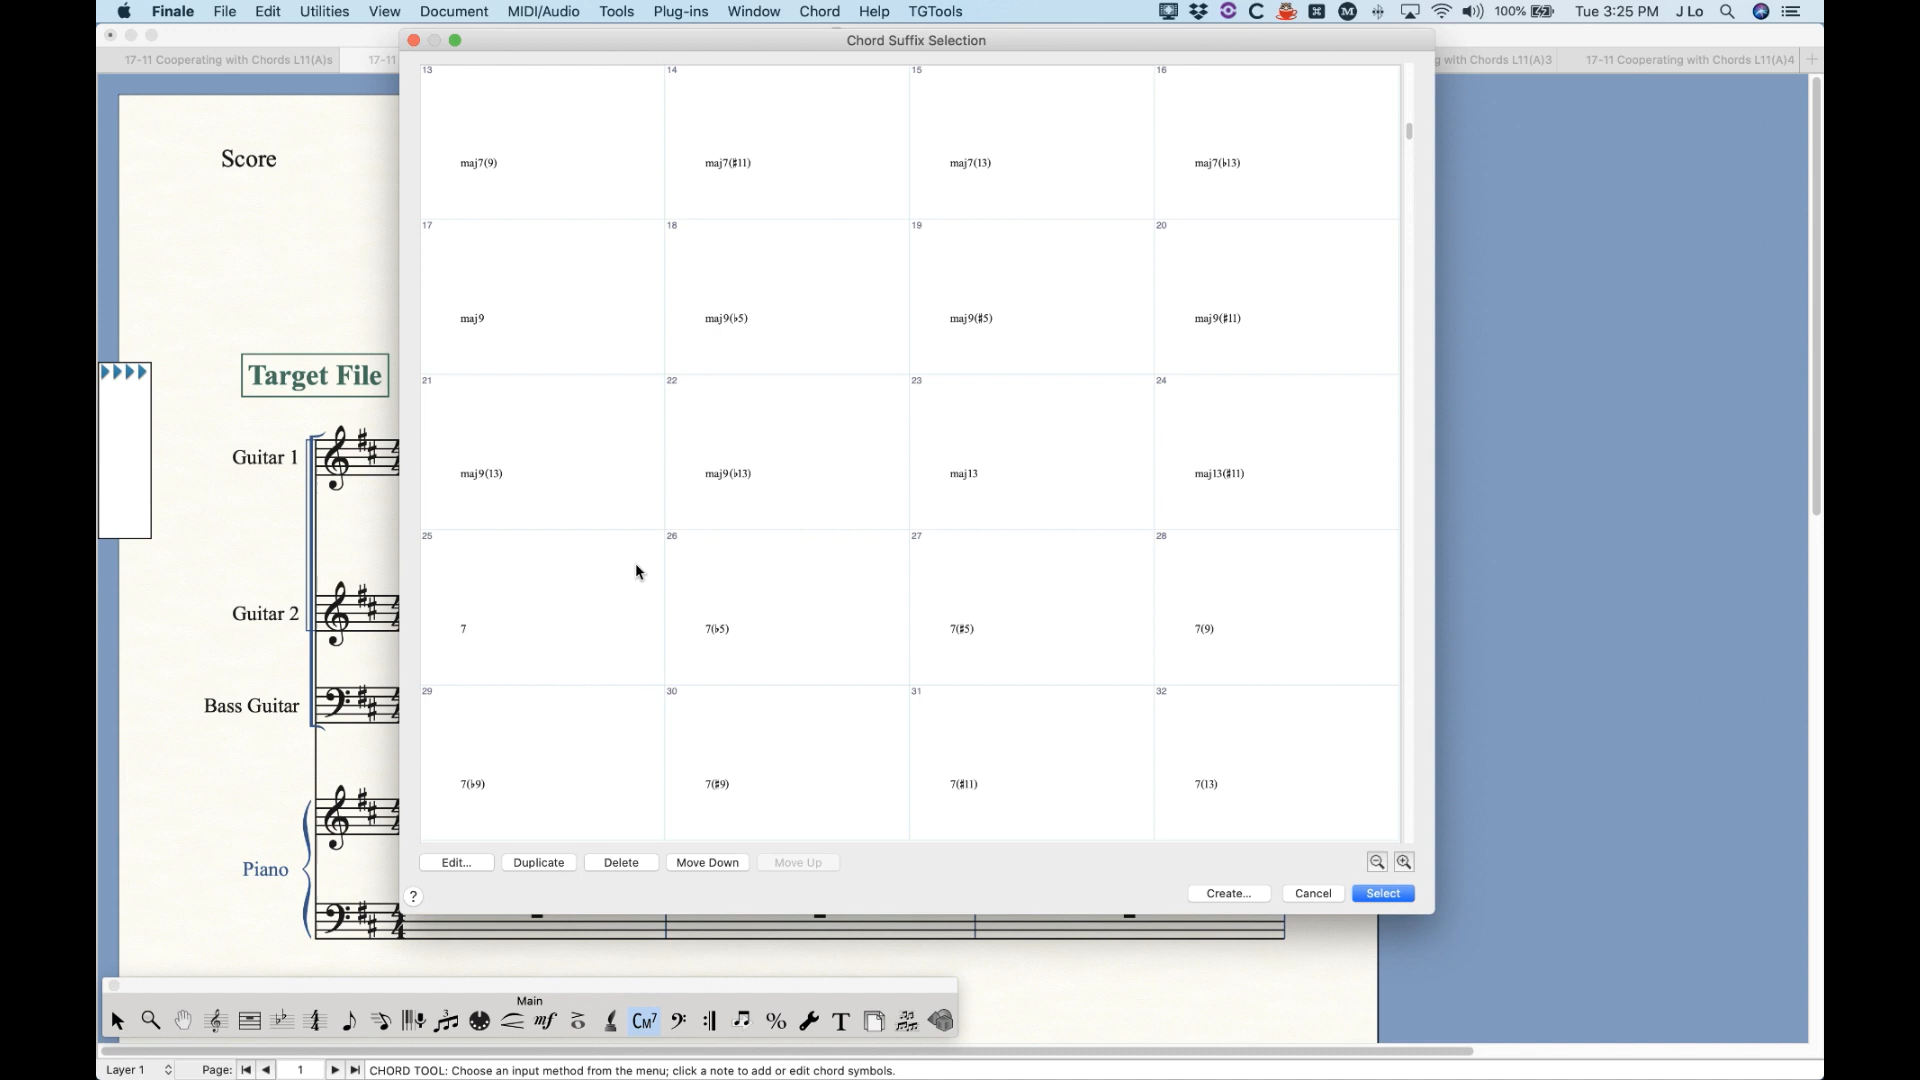 Finale File Edit Utilities View Document MIDI/Audio Tools Plug-ins Window Chord Help TGTools 100% Tue 3:25 PM J Lo
Chord Suffix Selection
17-11 Cooperating with Chords L11(A)s 17-11 g with Chords L11(A)3 17-11 Cooperating with Chords L11(A)4
13 14 15 16
maj7(9) maj7(♯11) maj7(13) maj7(♭13)
17 18 19 20
maj9 maj9(♭5) maj9(♯5) maj9(♯11)
21 22 23 24
maj9(13) maj9(♭13) maj13 maj13(♯11)
25 26 27 28
7 7(♭5) 7(♯5) 7(9)
29 30 31 32
7(♭9) 7(♯9) 7(♯11) 7(13)
Edit... Duplicate Delete Move Down Move Up
? Create... Cancel Select
Score
Target File
Guitar 1
Guitar 2
Bass Guitar
Piano
Main
mf CM7 % T
Layer 1 Page: 1 CHORD TOOL: Choose an input method from the menu; click a note to add or edit chord symbols.